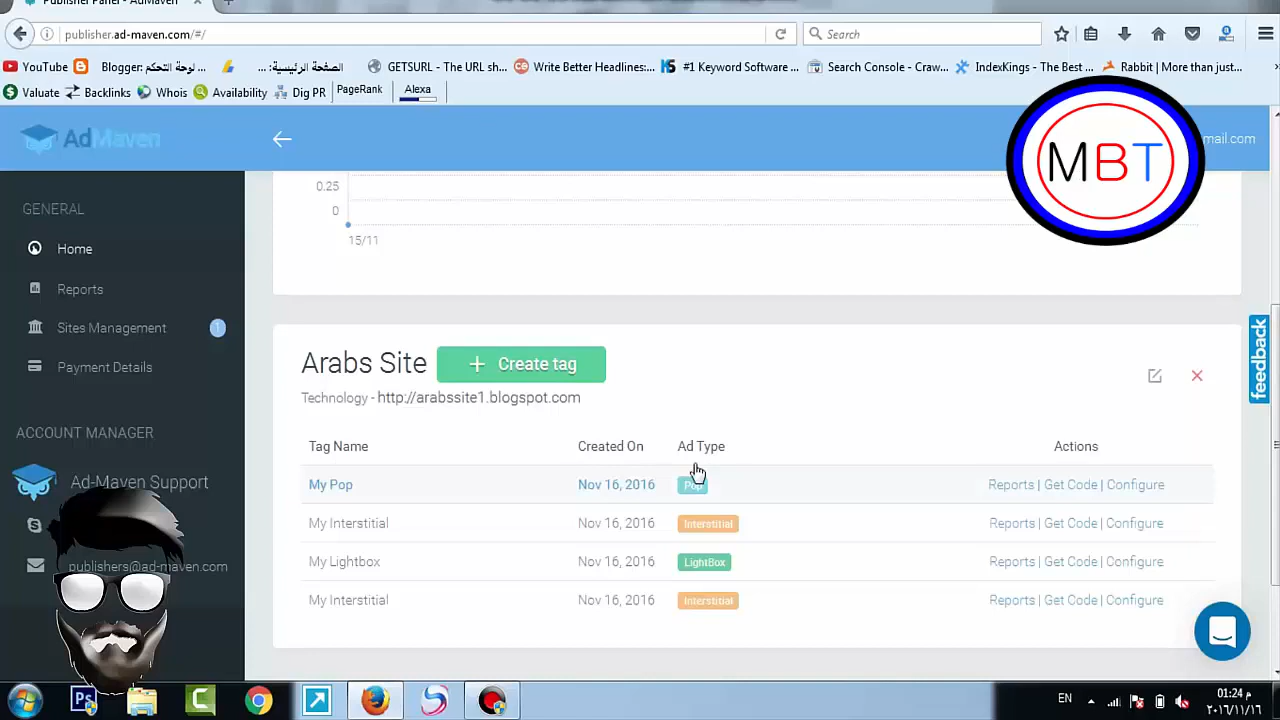 Publisher Panel - AdMaven
publisher.ad-maven.com/#/
Search
YouTube
Blogger: لوحة التحكم ...
الصفحة الرئيسية: ...
GETSURL - The URL sh...
Write Better Headlines:...
#1 Keyword Software ...
Search Console - Craw...
IndexKings - The Best ...
Rabbit | More than just...
Valuate
Backlinks
Whois
Availability
Dig PR
PageRank
Alexa
AdMaven
mail.com
MBT
GENERAL
Home
Reports
Sites Management
1
Payment Details
ACCOUNT MANAGER
Ad-Maven Support
publishers@ad-maven.com
0.25
0
15/11
Arabs Site
+ Create tag
Technology - http://arabssite1.blogspot.com
Tag Name Created On Ad Type Actions
My Pop Nov 16, 2016 Pop Reports | Get Code | Configure
My Interstitial Nov 16, 2016 Interstitial Reports | Get Code | Configure
My Lightbox Nov 16, 2016 LightBox Reports | Get Code | Configure
My Interstitial Nov 16, 2016 Interstitial Reports | Get Code | Configure
feedback
Ps
EN
01:24 م
٢٠١٦/١١/١٦